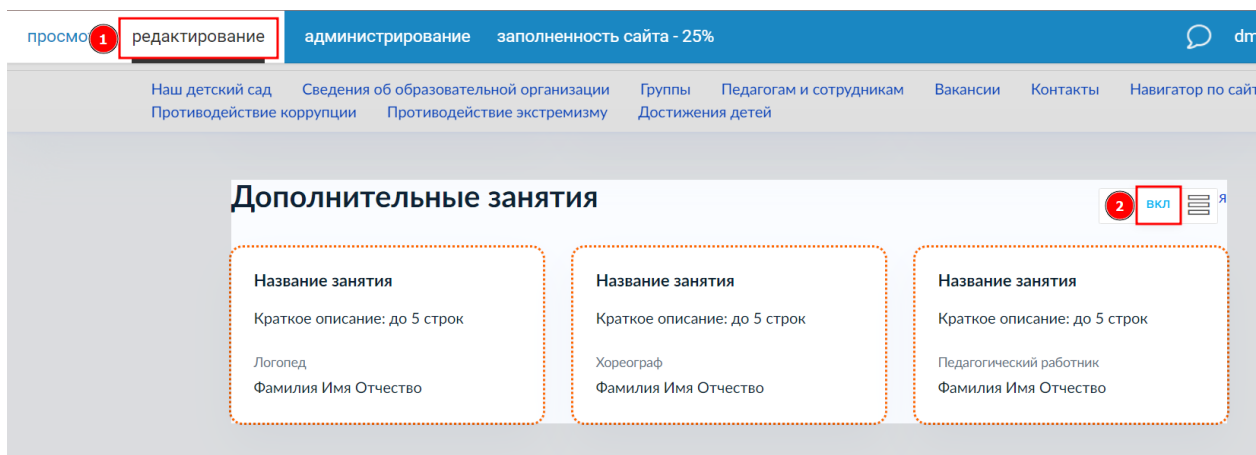 просмо 1 редактирование администрирование заполненность сайта - 25% dm
Наш детский сад Сведения об образовательной организации Группы Педагогам и сотрудникам Вакансии Контакты Навигатор по сайт
Противодействие коррупции Противодействие экстремизму Достижения детей
Дополнительные занятия 2 вкл я
Название занятия Название занятия Название занятия
Краткое описание: до 5 строк Краткое описание: до 5 строк Краткое описание: до 5 строк
Логопед Хореограф Педагогический работник
Фамилия Имя Отчество Фамилия Имя Отчество Фамилия Имя Отчество